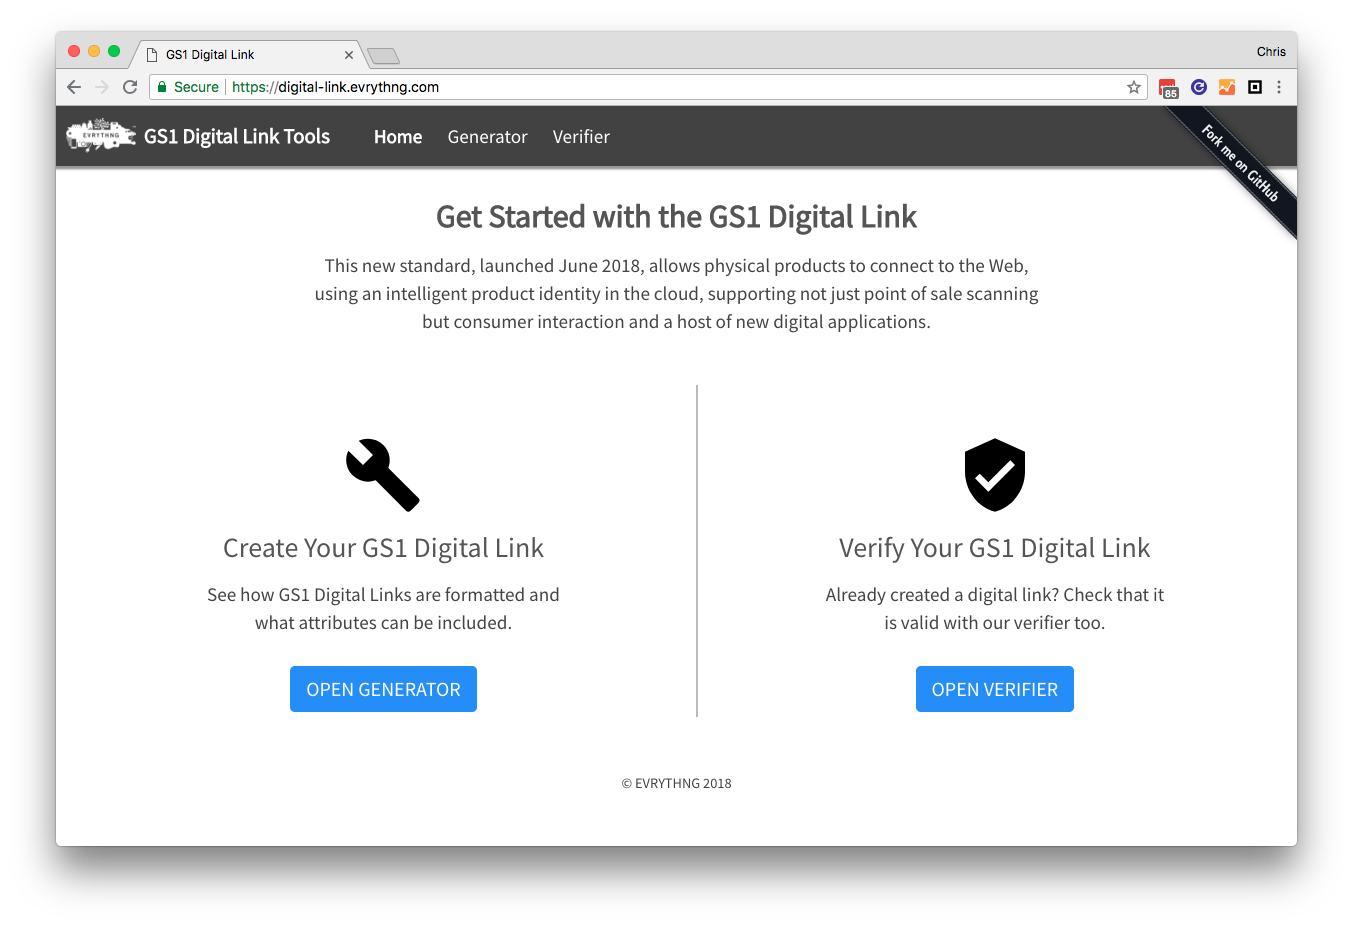 GS1 Digital Link
Chris
Secure
https://digital-link.evrythng.com
85
EVRYTHNG
GS1 Digital Link Tools
Home
Generator
Verifier
Fork me on GitHub
Get Started with the GS1 Digital Link
This new standard, launched June 2018, allows physical products to connect to the Web,
using an intelligent product identity in the cloud, supporting not just point of sale scanning
but consumer interaction and a host of new digital applications.
Create Your GS1 Digital Link
See how GS1 Digital Links are formatted and
what attributes can be included.
OPEN GENERATOR
Verify Your GS1 Digital Link
Already created a digital link? Check that it
is valid with our verifier too.
OPEN VERIFIER
© EVRYTHNG 2018